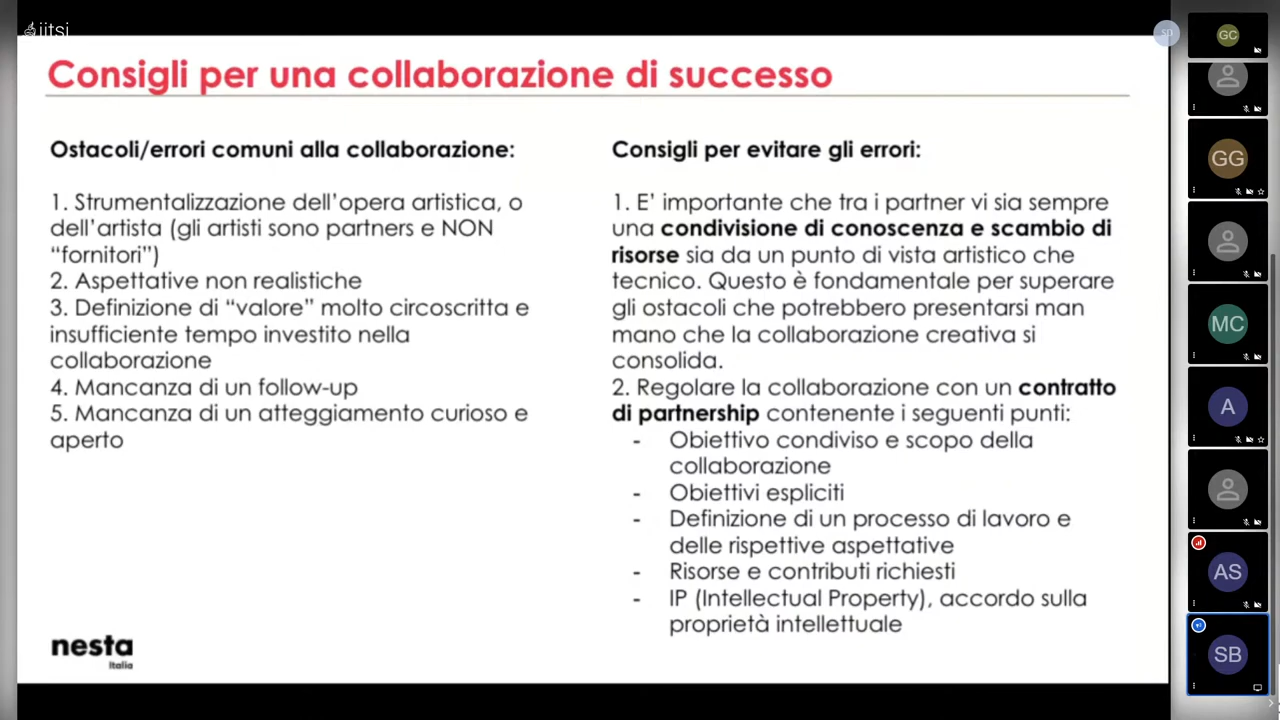 jitsi
Consigli per una collaborazione di successo
Ostacoli/errori comuni alla collaborazione:
1. Strumentalizzazione dell'opera artistica, o
dell'artista (gli artisti sono partners e NON
"fornitori")
2. Aspettative non realistiche
3. Definizione di "valore" molto circoscritta e
insufficiente tempo investito nella
collaborazione
4. Mancanza di un follow-up
5. Mancanza di un atteggiamento curioso e
aperto
Consigli per evitare gli errori:
1. E' importante che tra i partner vi sia sempre
una condivisione di conoscenza e scambio di
risorse sia da un punto di vista artistico che
tecnico. Questo è fondamentale per superare
gli ostacoli che potrebbero presentarsi man
mano che la collaborazione creativa si
consolida.
2. Regolare la collaborazione con un contratto
di partnership contenente i seguenti punti:
- Obiettivo condiviso e scopo della
collaborazione
- Obiettivi espliciti
- Definizione di un processo di lavoro e
delle rispettive aspettative
- Risorse e contributi richiesti
- IP (Intellectual Property), accordo sulla
proprietà intellettuale
nesta
Italia
SB
GC
GG
MC
A
AS
SB